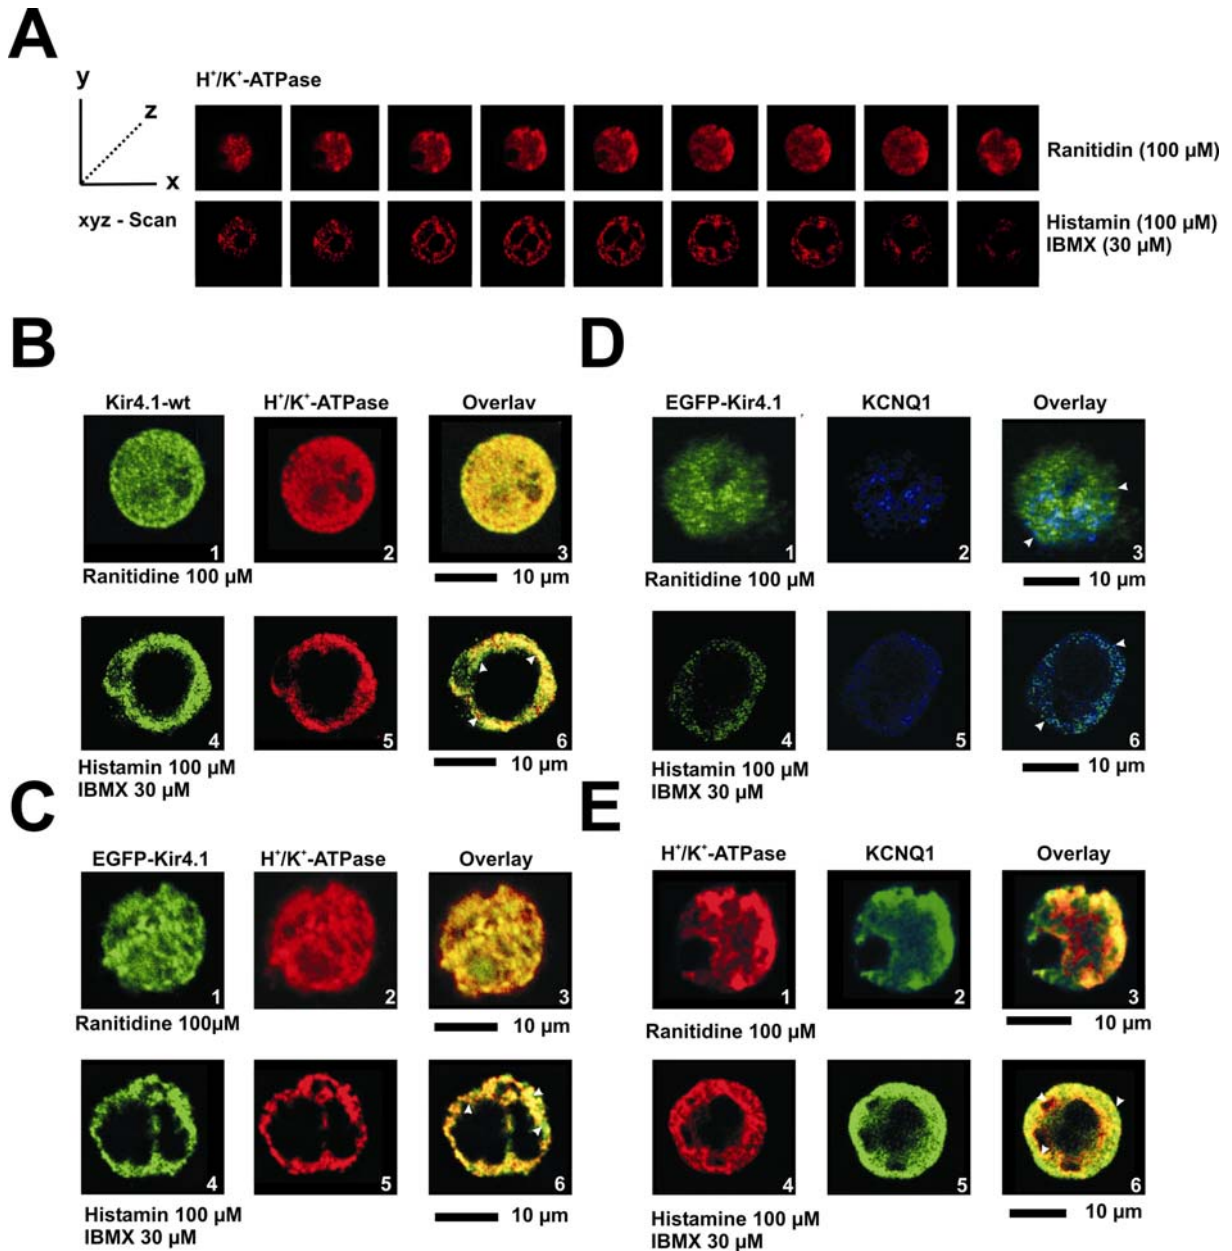 A
y
z
x
H⁺/K⁺-ATPase
Ranitidin (100 µM)
xyz - Scan
Histamin (100 µM)
IBMX (30 µM)
B
Kir4.1-wt H⁺/K⁺-ATPase Overlav
1 2 3
Ranitidine 100 µM
10 µm
4 5 6
Histamin 100 µM
IBMX 30 µM
10 µm
C
EGFP-Kir4.1 H⁺/K⁺-ATPase Overlay
1 2 3
Ranitidine 100µM
10 µm
4 5 6
Histamin 100 µM
IBMX 30 µM
10 µm
D
EGFP-Kir4.1 KCNQ1 Overlay
1 2 3
Ranitidine 100 µM
10 µm
4 5 6
Histamin 100 µM
IBMX 30 µM
10 µm
E
H⁺/K⁺-ATPase KCNQ1 Overlay
1 2 3
Ranitidine 100 µM
10 µm
4 5 6
Histamine 100 µM
IBMX 30 µM
10 µm